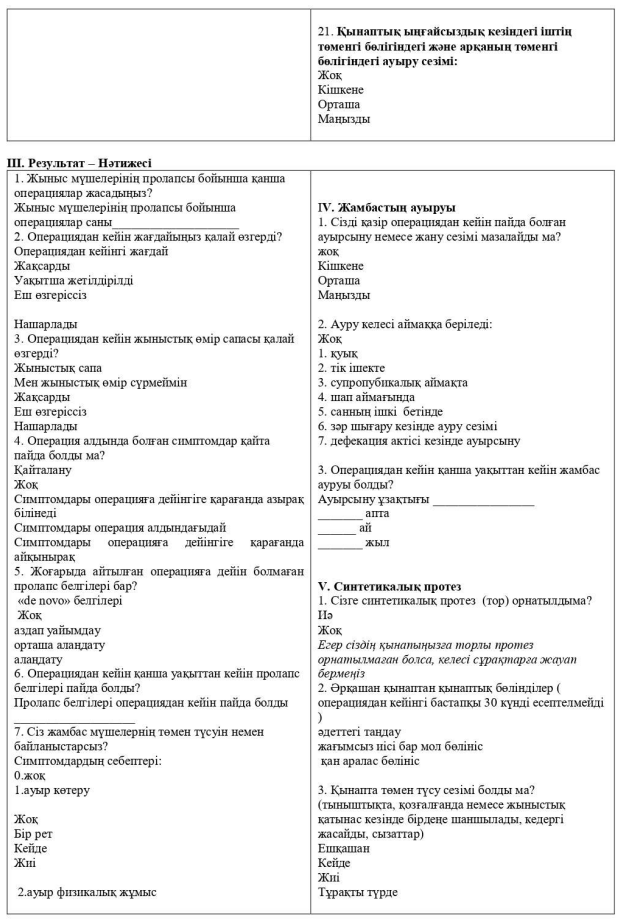 21. Қынаптық ыңғайсыздық кезіндегі іштің
төменгі бөлігіндегі және арқаның төменгі
бөлігіндегі ауыру сезімі:
Жоқ
Кішкене
Орташа
Маңызды
III. Результат – Нәтижесі
1. Жыныс мүшелерінің пролапсы бойынша қанша
операциялар жасадыңыз?
Жыныс мүшелерінің пролапсы бойынша
операциялар саны____________________
2. Операциядан кейін жағдайыңыз қалай өзгерді?
Операциядан кейінгі жағдай
Жақсарды
Уақытша жетілдірілді
Еш өзгеріссіз
Нашарлады
3. Операциядан кейін жыныстық өмір сапасы қалай
өзгерді?
Жыныстық сапа
Мен жыныстық өмір сүрмеймін
Жақсарды
Еш өзгеріссіз
Нашарлады
4. Операция алдында болған симптомдар қайта
пайда болды ма?
Қайталану
Жоқ
Симптомдары операцияға дейінгіге қарағанда азырақ
білінеді
Симптомдары операция алдындағыдай
Симптомдары операцияға дейінгіге қарағанда
айқынырақ
5. Жоғарыда айтылған операцияға дейін болмаған
пролапс белгілері бар?
«de novo» белгілері
Жоқ
аздап уайымдау
орташа алаңдату
алаңдату
6. Операциядан кейін қанша уақыттан кейін пролапс
белгілері пайда болды?
Пролапс белгілері операциядан кейін пайда болды
___________________
7. Сіз жамбас мүшелернің төмен түсуін немен
байланыстарсыз?
Симптомдардың себептері:
0.жоқ
1.ауыр көтеру
Жоқ
Бір рет
Кейде
Жиі
2.ауыр физикалық жұмыс
IV. Жамбастың ауыруы
1. Сізді қазір операциядан кейін пайда болған
ауырсыну немесе жану сезімі мазалайды ма?
жоқ
Кішкене
Орташа
Маңызды
2. Ауру келесі аймаққа беріледі:
Жоқ
1. қуық
2. тік ішекте
3. супропубикалық аймақта
4. шап аймағында
5. санның ішкі бетінде
6. зәр шығару кезінде ауру сезімі
7. дефекация актісі кезінде ауырсыну
3. Операциядан кейін қанша уақыттан кейін жамбас
ауруы болды?
Ауырсыну ұзақтығы ________________
_______ апта
______ ай
_______ жыл
V. Синтетикалық протез
1. Сізге синтетикалық протез (тор) орнатылдыма?
Иә
Жоқ
Егер сіздің қынапыңызға торлы протез
орнатылмаған болса, келесі сұрақтарға жауап
бермеңіз
2. Әрқашан қынаптан қынаптық бөлінділер (
операциядан кейінгі бастапқы 30 күнді есептелмейді
)
әдеттегі таңдау
жағымсыз иісі бар мол бөлініс
қан аралас бөлініс
3. Қынапта төмен түсу сезімі болды ма?
(тыныштықта, қозғалғанда немесе жыныстық
қатынас кезінде бірдеңе шаншылады, кедергі
жасайды, сызаттар)
Ешқашан
Кейде
Жиі
Тұрақты түрде